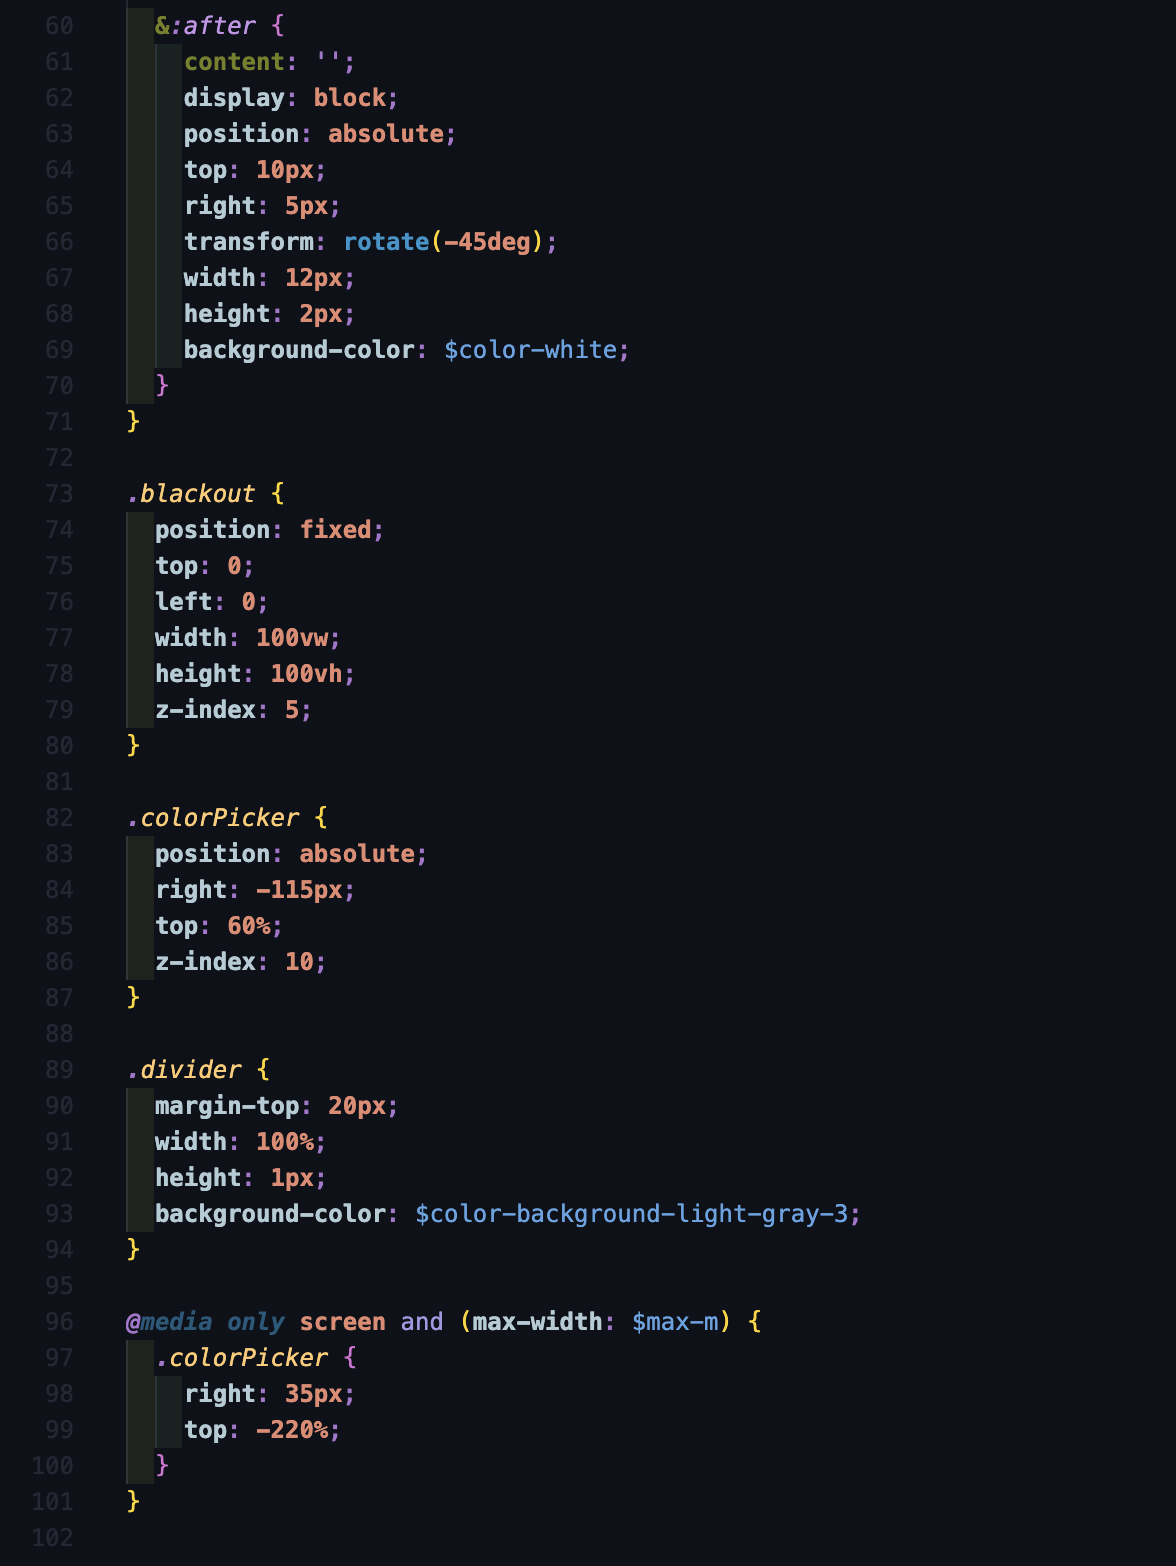 60 &:after {
61 content: '';
62 display: block;
63 position: absolute;
64 top: 10px;
65 right: 5px;
66 transform: rotate(-45deg);
67 width: 12px;
68 height: 2px;
69 background-color: $color-white;
70 }
71 }
72
73 .blackout {
74 position: fixed;
75 top: 0;
76 left: 0;
77 width: 100vw;
78 height: 100vh;
79 z-index: 5;
80 }
81
82 .colorPicker {
83 position: absolute;
84 right: -115px;
85 top: 60%;
86 z-index: 10;
87 }
88
89 .divider {
90 margin-top: 20px;
91 width: 100%;
92 height: 1px;
93 background-color: $color-background-light-gray-3;
94 }
95
96 @media only screen and (max-width: $max-m) {
97 .colorPicker {
98 right: 35px;
99 top: -220%;
100 }
101 }
102